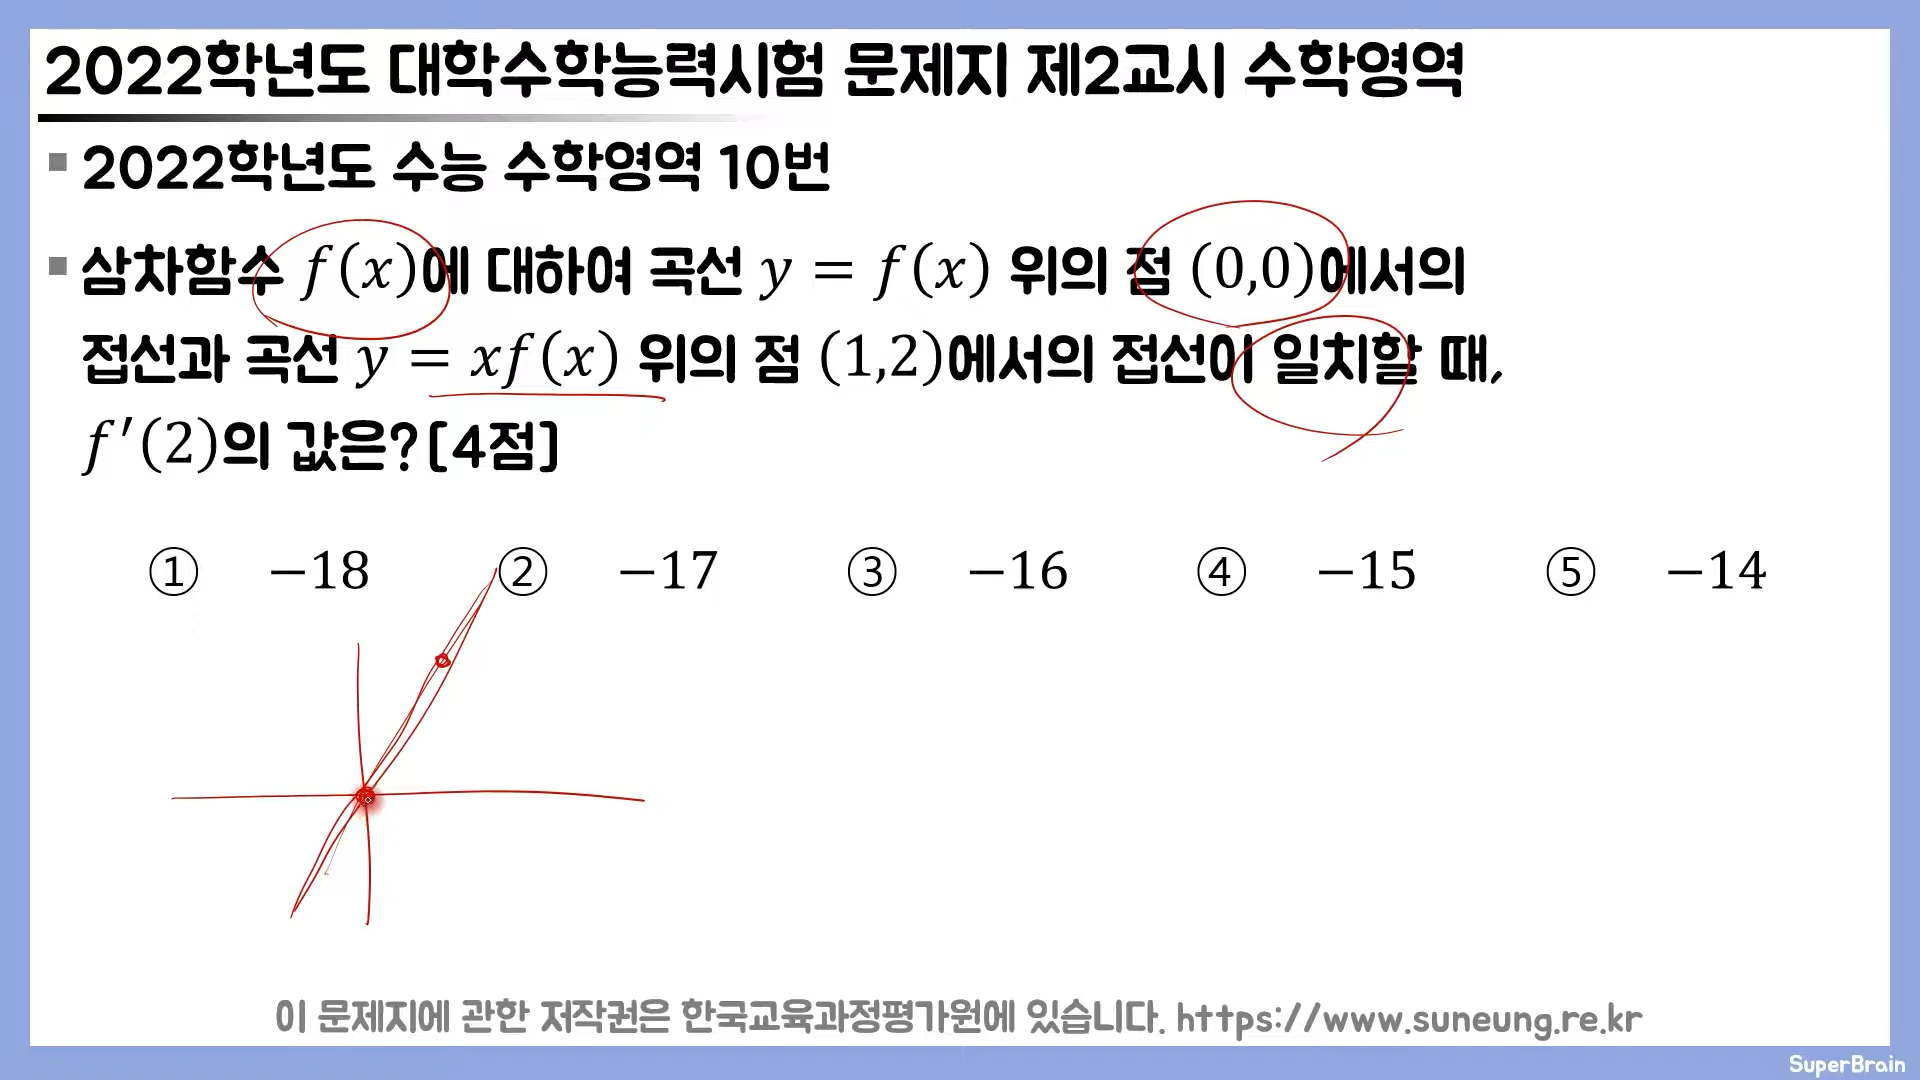 2022학년도 대학수학능력시험 문제지 제2교시 수학영역
2022학년도 수능 수학영역 10번
삼차함수 f(x)에 대하여 곡선 y = f(x) 위의 점 (0,0)에서의
접선과 곡선 y = xf(x) 위의 점 (1,2)에서의 접선이 일치할 때,
f′(2)의 값은? [4점]
① −18 ② −17 ③ −16 ④ −15 ⑤ −14
이 문제지에 관한 저작권은 한국교육과정평가원에 있습니다. https://www.suneung.re.kr
SuperBrain